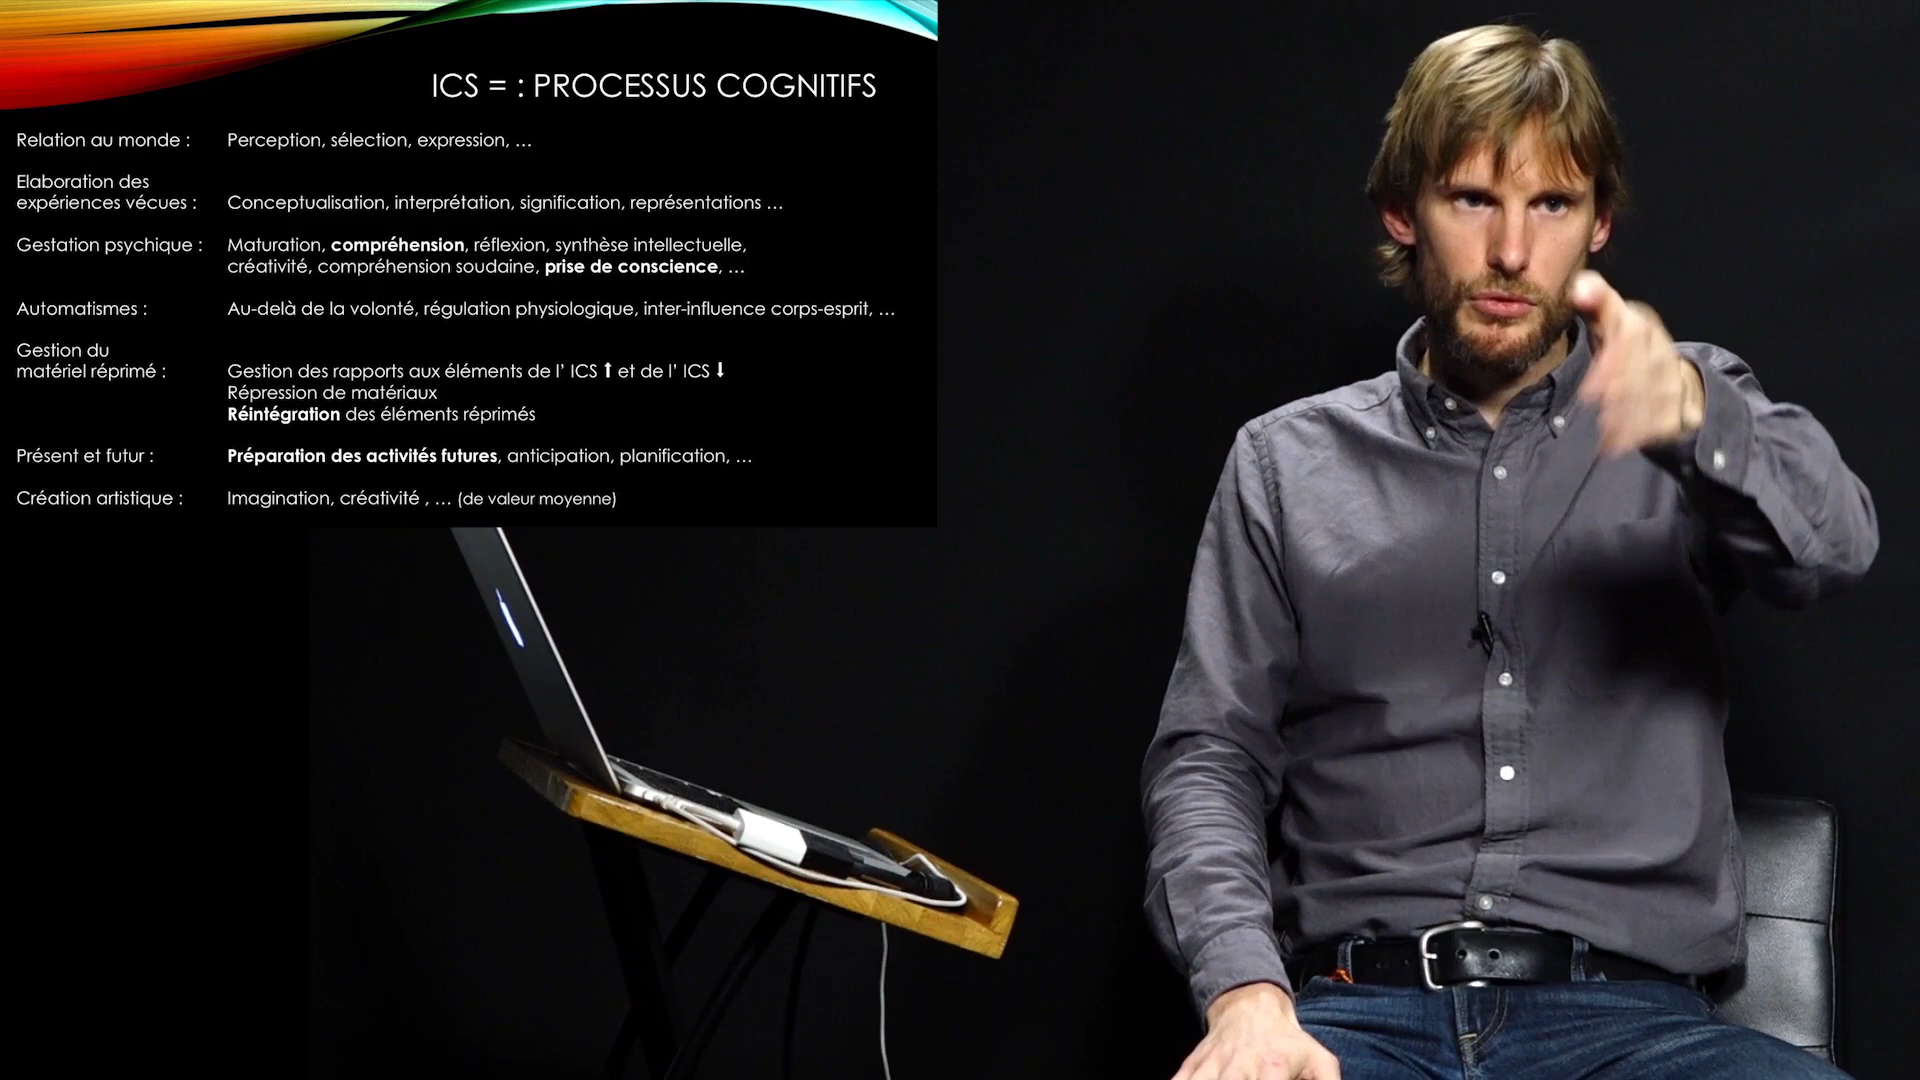 ICS = : PROCESSUS COGNITIFS
Relation au monde : Perception, sélection, expression, …
Elaboration des
expériences vécues : Conceptualisation, interprétation, signification, représentations …
Gestation psychique : Maturation, compréhension, réflexion, synthèse intellectuelle,
créativité, compréhension soudaine, prise de conscience, …
Automatismes : Au-delà de la volonté, régulation physiologique, inter-influence corps-esprit, …
Gestion du
matériel réprimé : Gestion des rapports aux éléments de l’ ICS ⬆ et de l’ ICS ⬇
Répression de matériaux
Réintégration des éléments réprimés
Présent et futur : Préparation des activités futures, anticipation, planification, …
Création artistique : Imagination, créativité , … (de valeur moyenne)